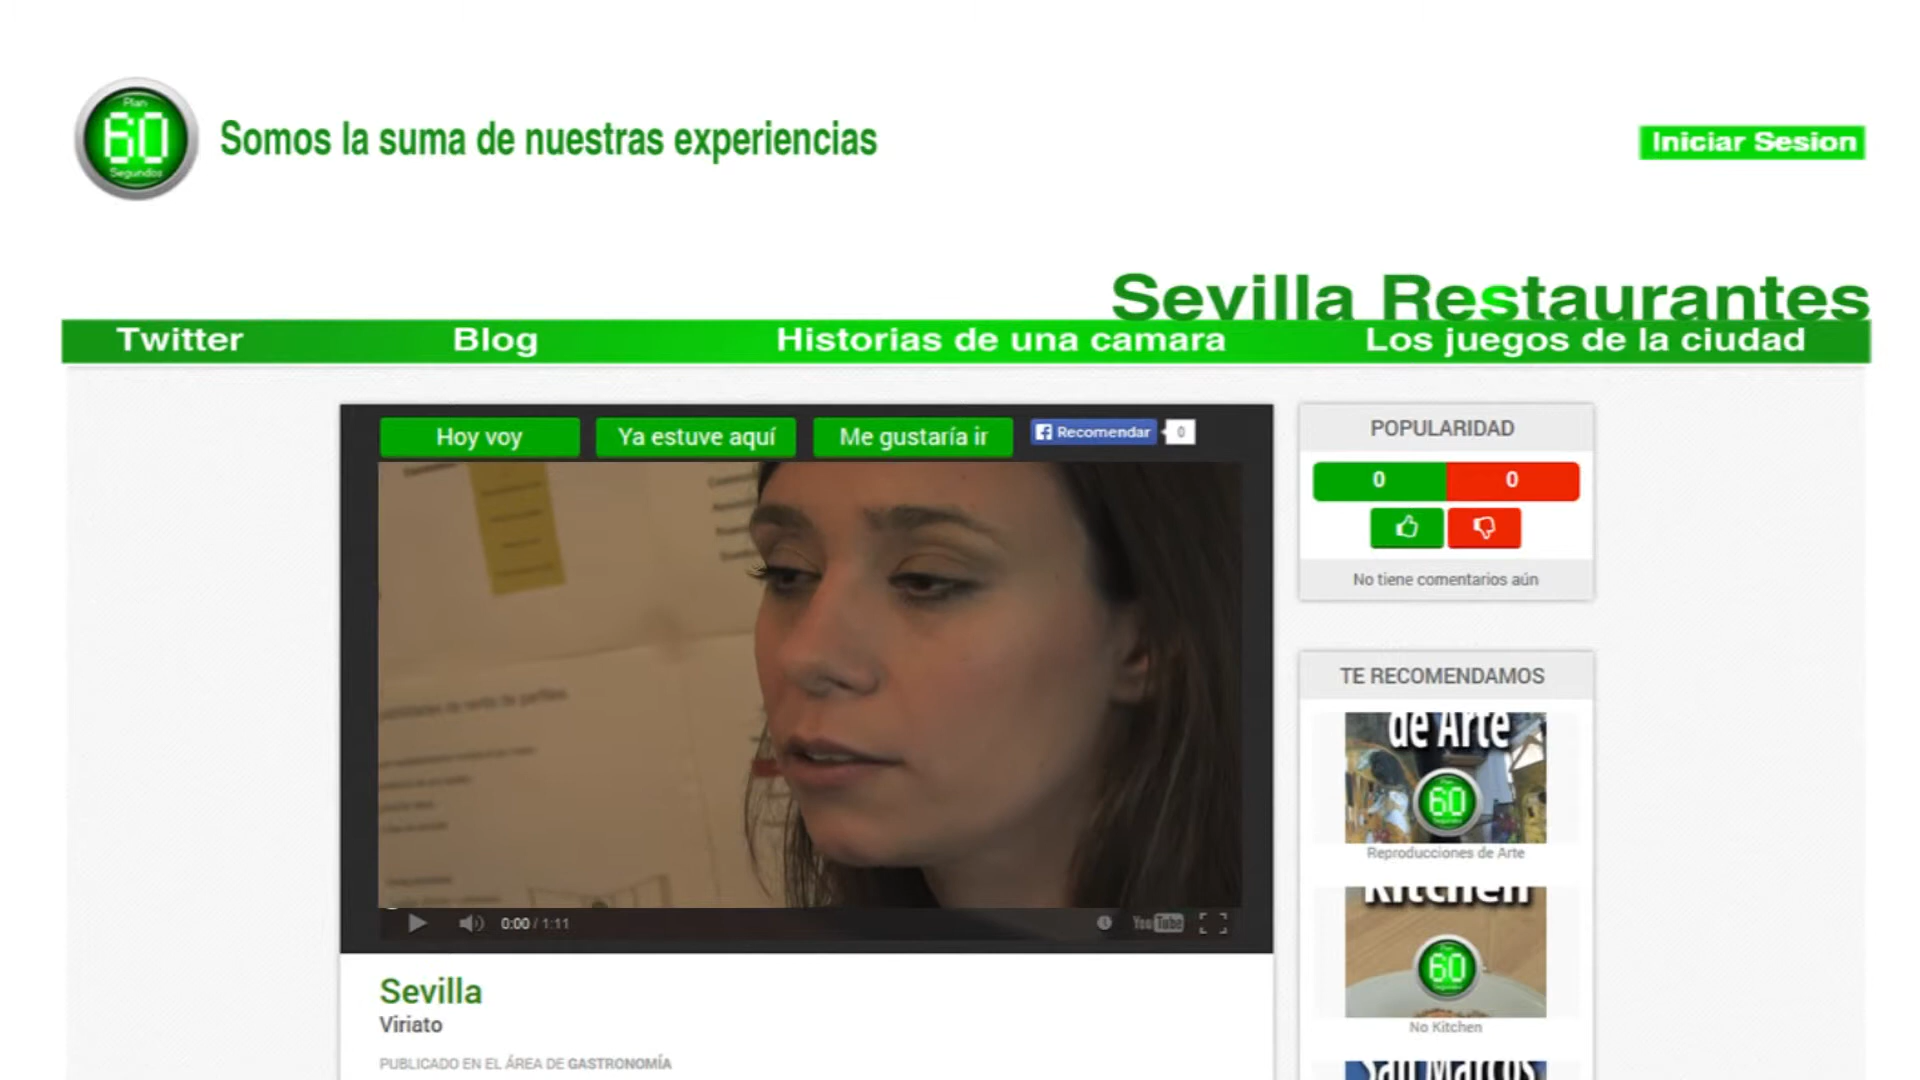 Plan
60
Segundos
Somos la suma de nuestras experiencias
Iniciar Sesion
Sevilla Restaurantes
Twitter
Blog
Historias de una camara
Los juegos de la ciudad
Hoy voy
Ya estuve aquí
Me gustaría ir
Recomendar
0
POPULARIDAD
0
0
No tiene comentarios aún
TE RECOMENDAMOS
de Arte
60
Reproducciones de Arte
Kitchen
60
No Kitchen
San Marcos
0:00 / 1:11
YouTube
Sevilla
Viriato
PUBLICADO EN EL ÁREA DE GASTRONOMÍA